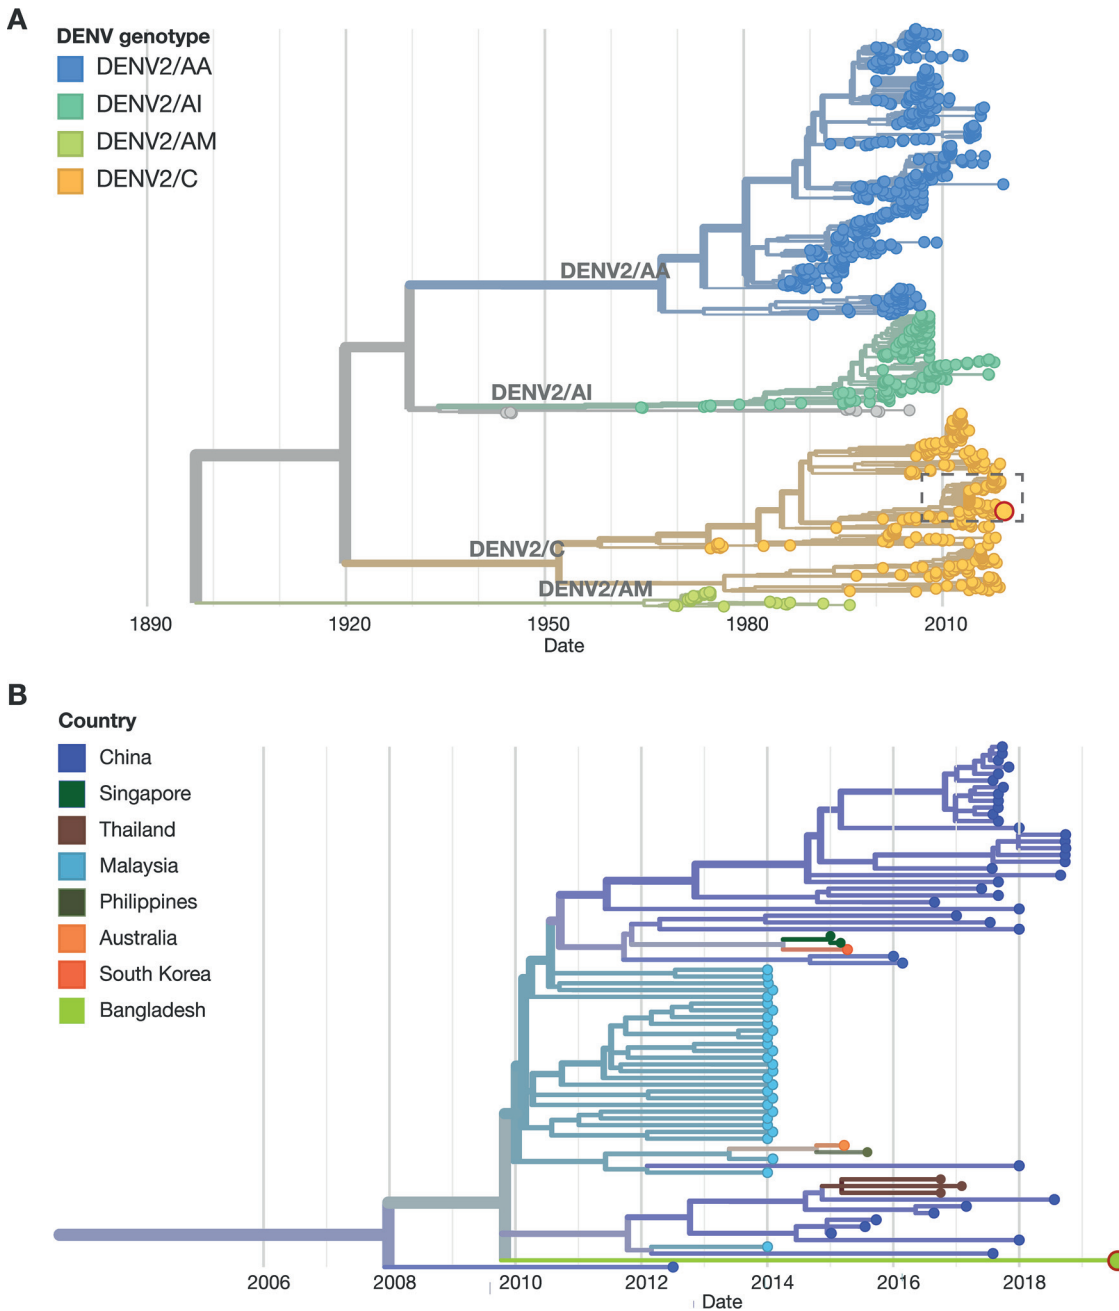 A
DENV genotype
DENV2/AA
DENV2/AI
DENV2/AM
DENV2/C
DENV2/AA
DENV2/AI
DENV2/C
DENV2/AM
1890 1920 1950 1980 2010
Date
B
Country
China
Singapore
Thailand
Malaysia
Philippines
Australia
South Korea
Bangladesh
2006 2008 2010 2012 2014 2016 2018
Date